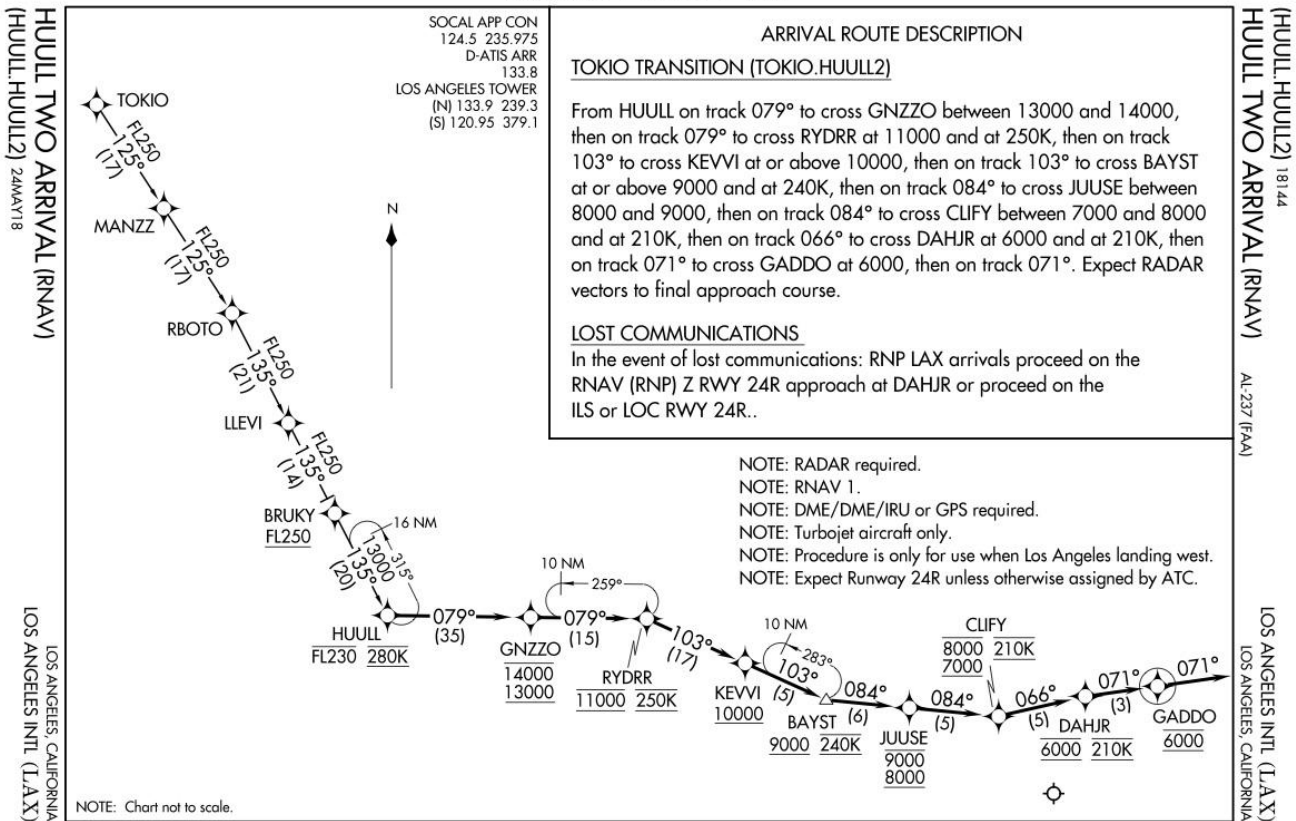 (HUULL.HUULL2) 24MAY18
HUULL TWO ARRIVAL (RNAV)
LOS ANGELES, CALIFORNIA
LOS ANGELES INTL (LAX)
(HUULL.HUULL2) 18144
HUULL TWO ARRIVAL (RNAV)
AL-237 (FAA)
LOS ANGELES INTL (LAX)
LOS ANGELES, CALIFORNIA
SOCAL APP CON
124.5 235.975
D-ATIS ARR
133.8
LOS ANGELES TOWER
(N) 133.9 239.3
(S) 120.95 379.1
ARRIVAL ROUTE DESCRIPTION
TOKIO TRANSITION (TOKIO.HUULL2)
From HUULL on track 079° to cross GNZZO between 13000 and 14000,
then on track 079° to cross RYDRR at 11000 and at 250K, then on track
103° to cross KEVVI at or above 10000, then on track 103° to cross BAYST
at or above 9000 and at 240K, then on track 084° to cross JUUSE between
8000 and 9000, then on track 084° to cross CLIFY between 7000 and 8000
and at 210K, then on track 066° to cross DAHJR at 6000 and at 210K, then
on track 071° to cross GADDO at 6000, then on track 071°. Expect RADAR
vectors to final approach course.
LOST COMMUNICATIONS
In the event of lost communications: RNP LAX arrivals proceed on the
RNAV (RNP) Z RWY 24R approach at DAHJR or proceed on the
ILS or LOC RWY 24R..
NOTE: RADAR required.
NOTE: RNAV 1.
NOTE: DME/DME/IRU or GPS required.
NOTE: Turbojet aircraft only.
NOTE: Procedure is only for use when Los Angeles landing west.
NOTE: Expect Runway 24R unless otherwise assigned by ATC.
TOKIO
FL250
125°
(17)
MANZZ
FL250
125°
(17)
RBOTO
FL250
135°
(21)
LLEVI
FL250
135°
(14)
BRUKY
FL250
16 NM
13000
315°
135°
(20)
HUULL
FL230 280K
079°
(35)
GNZZO
14000
13000
10 NM
259°
079°
(15)
RYDRR
11000 250K
103°
(17)
KEVVI
10000
10 NM
283°
103°
(5)
BAYST
9000 240K
084°
(6)
JUUSE
9000
8000
084°
(5)
CLIFY
8000 210K
7000
066°
(5)
DAHJR
6000 210K
071°
(3)
GADDO
6000
071°
N
NOTE: Chart not to scale.